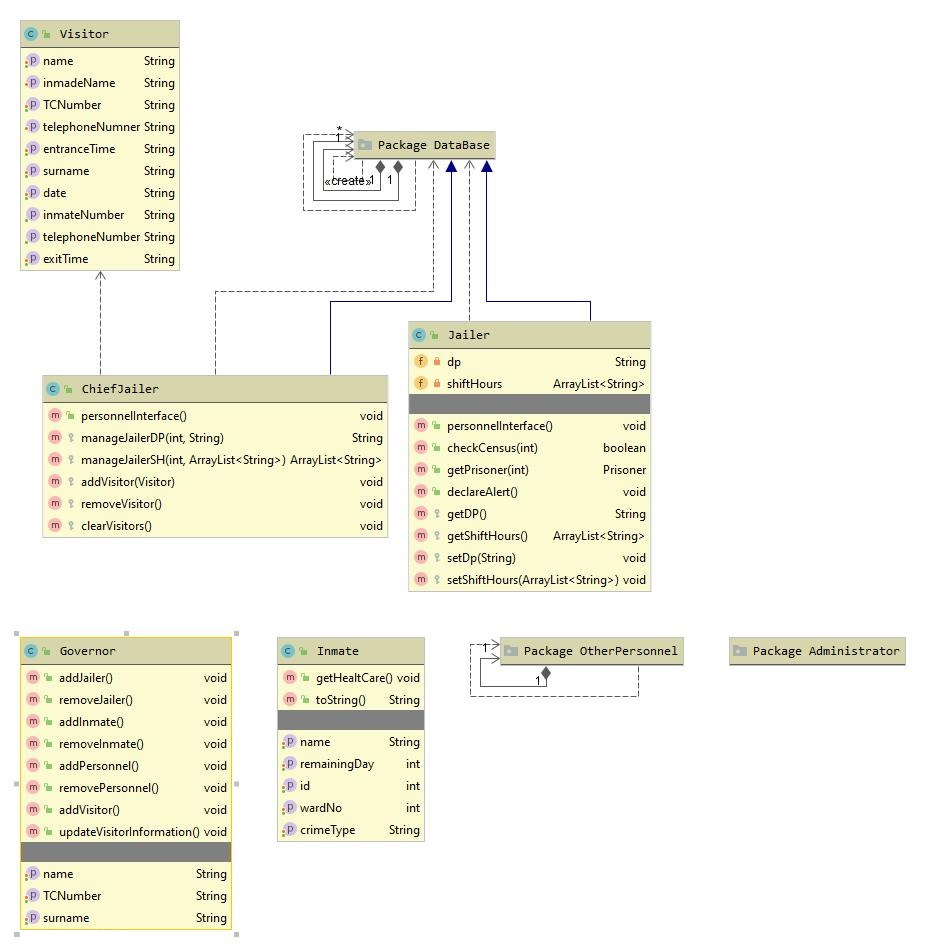 Visitor
name String
inmadeName String
TCNumber String
telephoneNumner String
entranceTime String
surname String
date String
inmateNumber String
telephoneNumber String
exitTime String
*
1
Package DataBase
«create» 1 1
ChiefJailer
personnelInterface() void
manageJailerDP(int, String) String
manageJailerSH(int, ArrayList<String>) ArrayList<String>
addVisitor(Visitor) void
removeVisitor() void
clearVisitors() void
Jailer
dp String
shiftHours ArrayList<String>
personnelInterface() void
checkCensus(int) boolean
getPrisoner(int) Prisoner
declareAlert() void
getDP() String
getShiftHours() ArrayList<String>
setDp(String) void
setShiftHours(ArrayList<String>) void
Governor
addJailer() void
removeJailer() void
addInmate() void
removeInmate() void
addPersonnel() void
removePersonnel() void
addVisitor() void
updateVisitorInformation() void
name String
TCNumber String
surname String
Inmate
getHealtCare() void
toString() String
name String
remainingDay int
id int
wardNo int
crimeType String
1
Package OtherPersonnel
1
Package Administrator